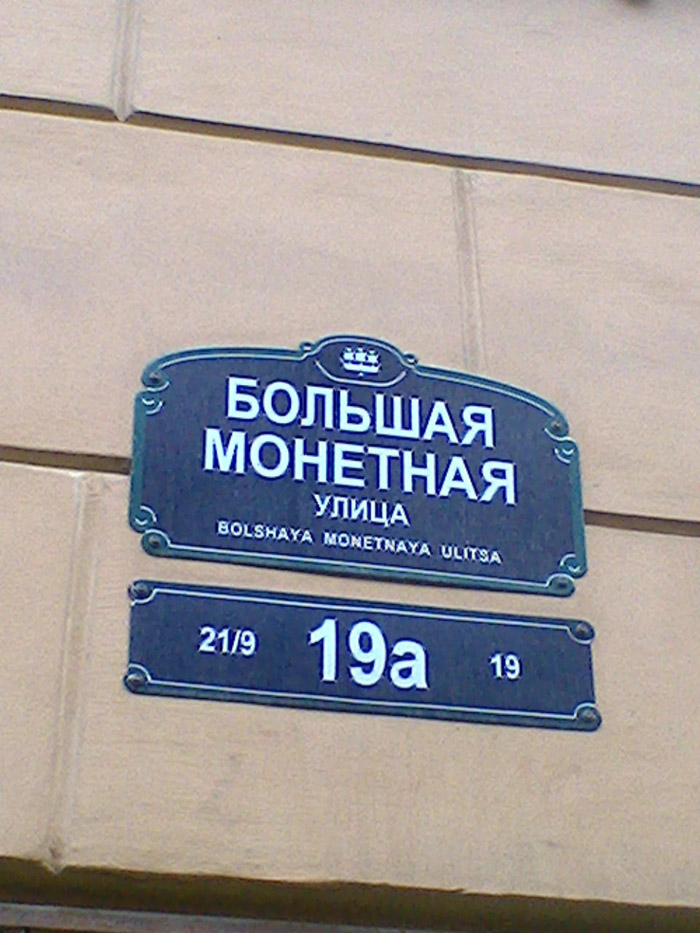 БОЛЬШАЯ
МОНЕТНАЯ
УЛИЦА
BOLSHAYA MONETNAYA ULITSA
21/9 19а 19